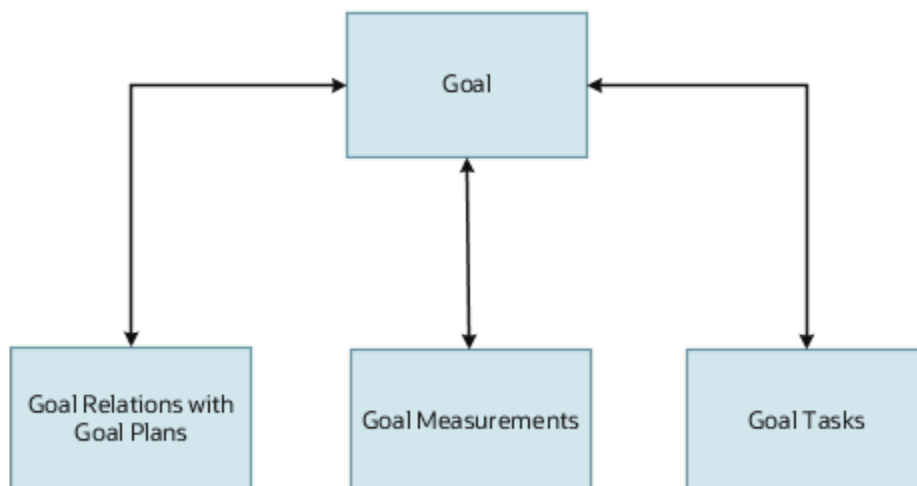 Goal
Goal Relations with
Goal Plans
Goal Measurements
Goal Tasks